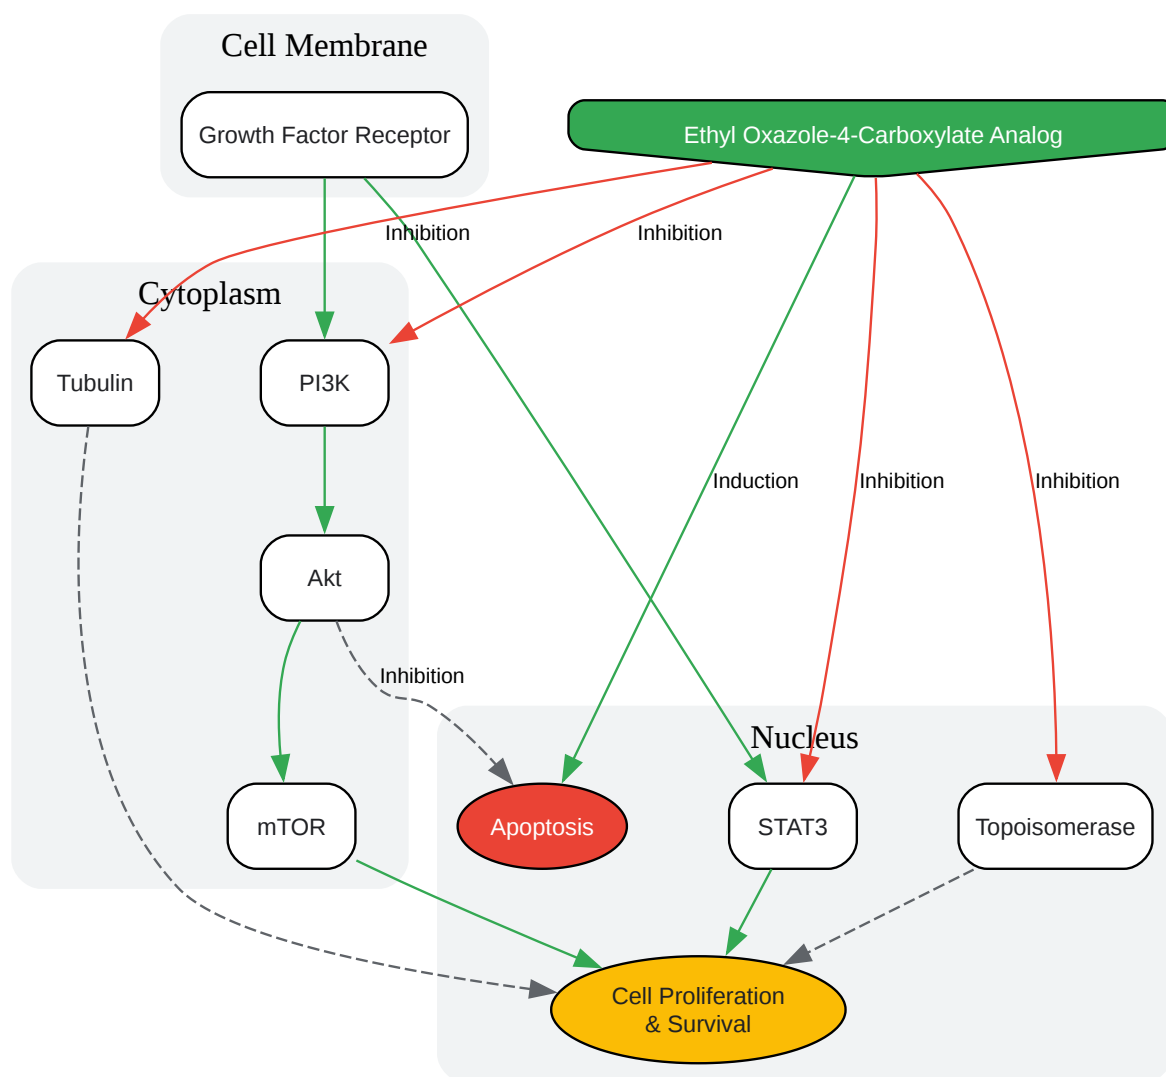 Cell Membrane
Growth Factor Receptor
Ethyl Oxazole-4-Carboxylate Analog
Inhibition
Inhibition
Cytoplasm
Tubulin
PI3K
Induction
Inhibition
Inhibition
Akt
Inhibition
Nucleus
mTOR
Apoptosis
STAT3
Topoisomerase
Cell Proliferation
& Survival